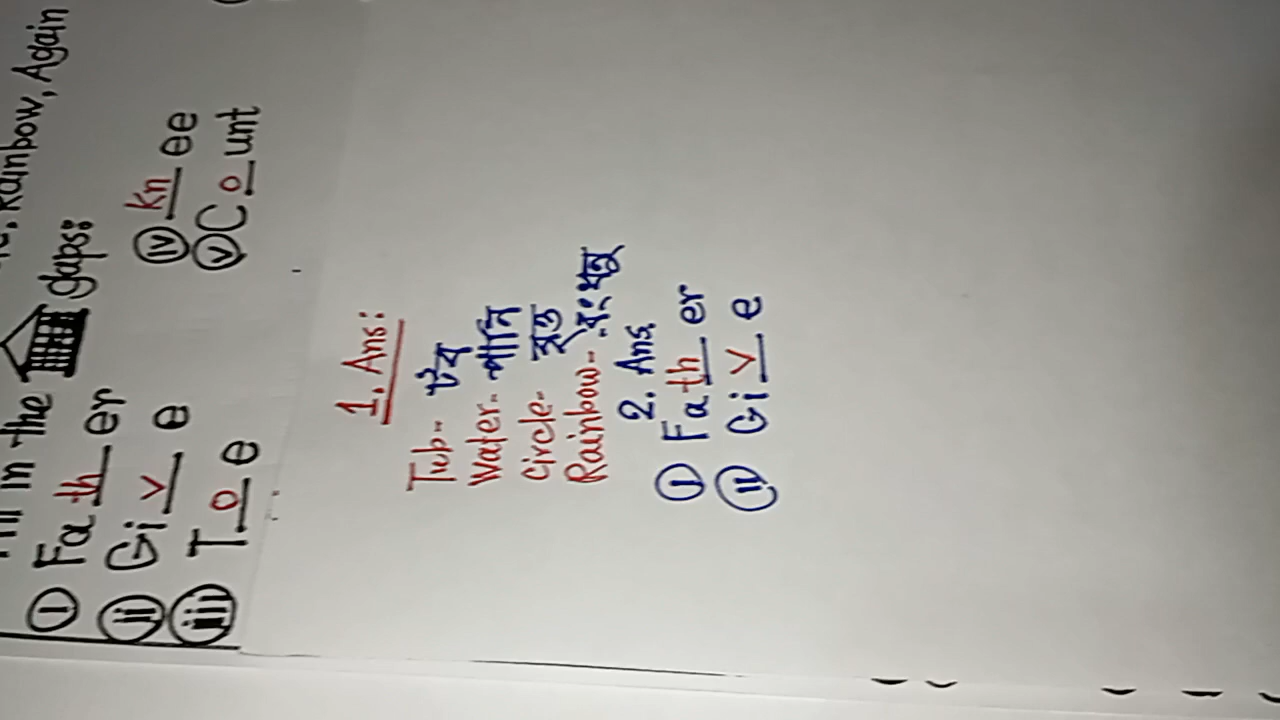 Rainbow, Again
in the gaps:
(i) Fa th er
(ii) Gi v e
(iii) T o e
(iv) kn ee
(v) C o unt
1. Ans:
Tub- টব
Water- পানি
Circle- বৃত্ত
Rainbow- রংধনু
2. Ans.
(i) Fa th er
(ii) Gi v e